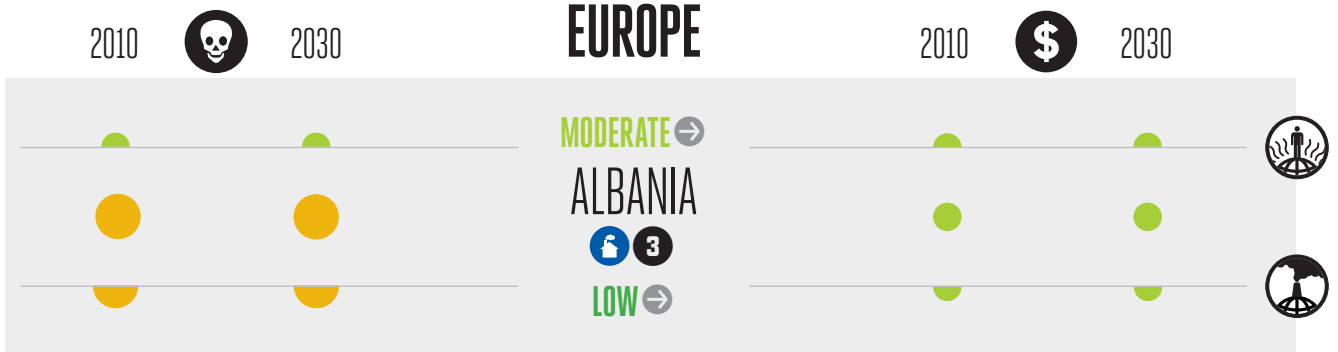 EUROPE
2010 2030 2010 $ 2030
MODERATE
ALBANIA
3
LOW